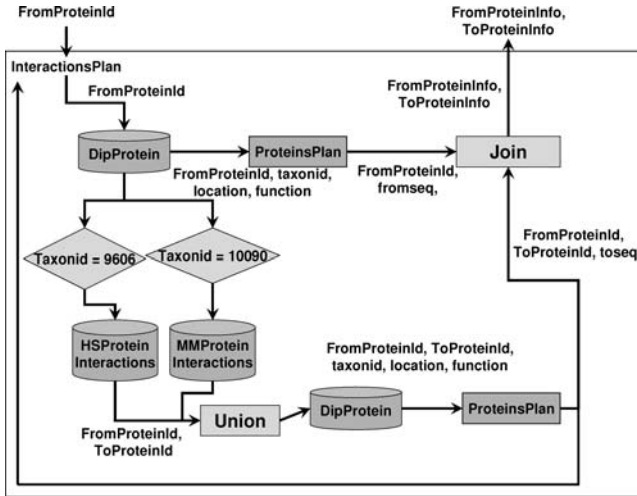 FromProteinId
FromProteinInfo,
ToProteinInfo
InteractionsPlan
FromProteinId
FromProteinInfo,
ToProteinInfo
DipProtein
ProteinsPlan
Join
FromProteinId, taxonid,
location, function
FromProteinId,
fromseq,
Taxonid = 9606
Taxonid = 10090
FromProteinId,
ToProteinId, toseq
HSProtein
Interactions
MMProtein
Interactions
FromProteinId, ToProteinId,
taxonid, location, function
FromProteinId,
ToProteinId
Union
DipProtein
ProteinsPlan